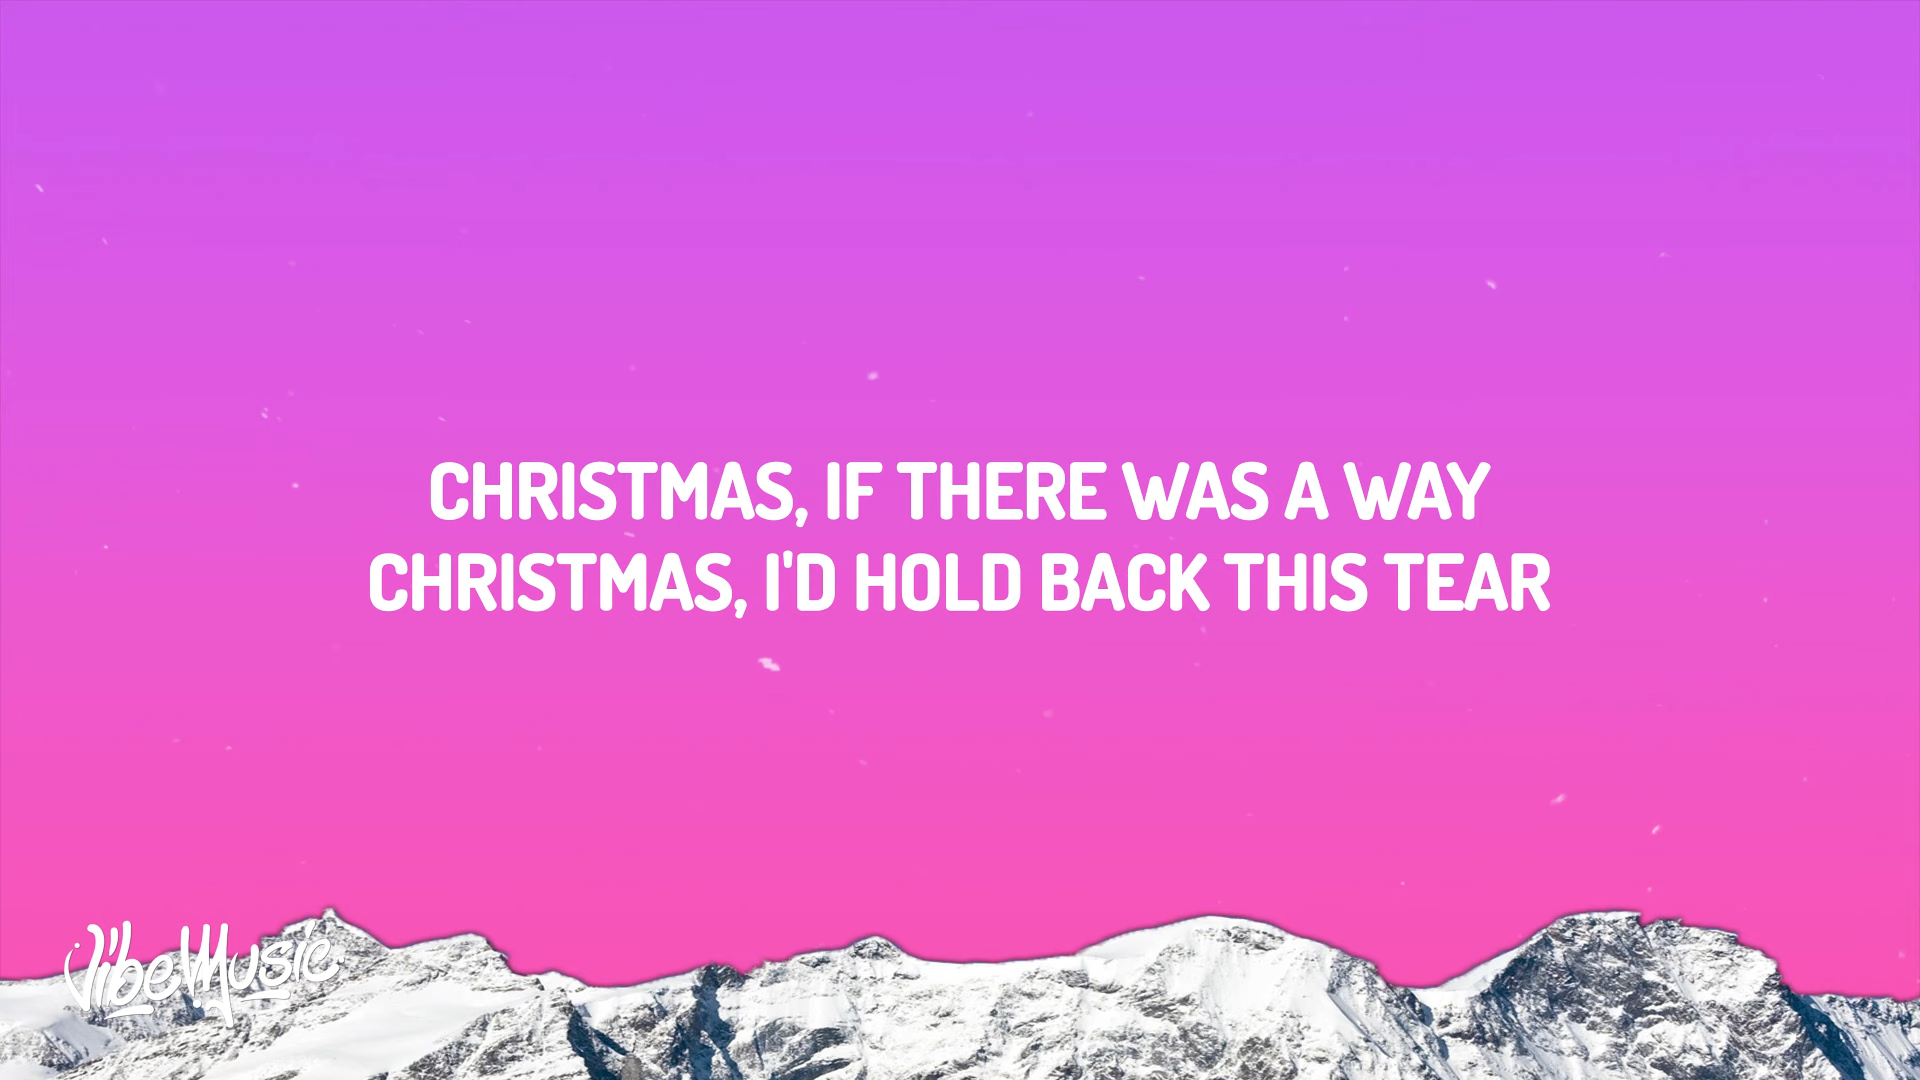 CHRISTMAS, IF THERE WAS A WAY
CHRISTMAS, I'D HOLD BACK THIS TEAR
VibeMusic.